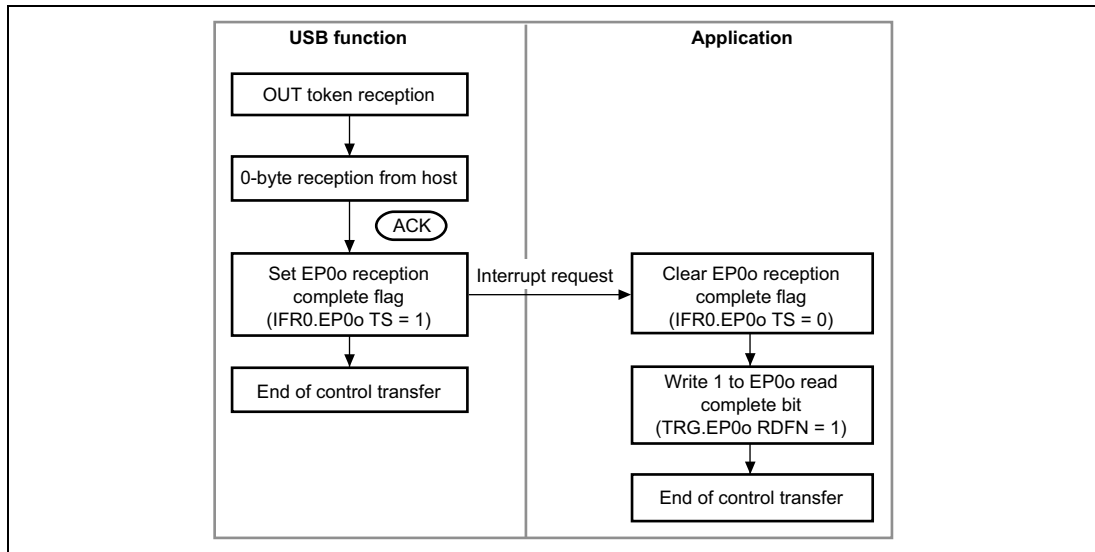 USB function
Application
OUT token reception
0-byte reception from host
ACK
Set EP0o reception
complete flag
(IFR0.EP0o TS = 1)
Interrupt request
Clear EP0o reception
complete flag
(IFR0.EP0o TS = 0)
End of control transfer
Write 1 to EP0o read
complete bit
(TRG.EP0o RDFN = 1)
End of control transfer